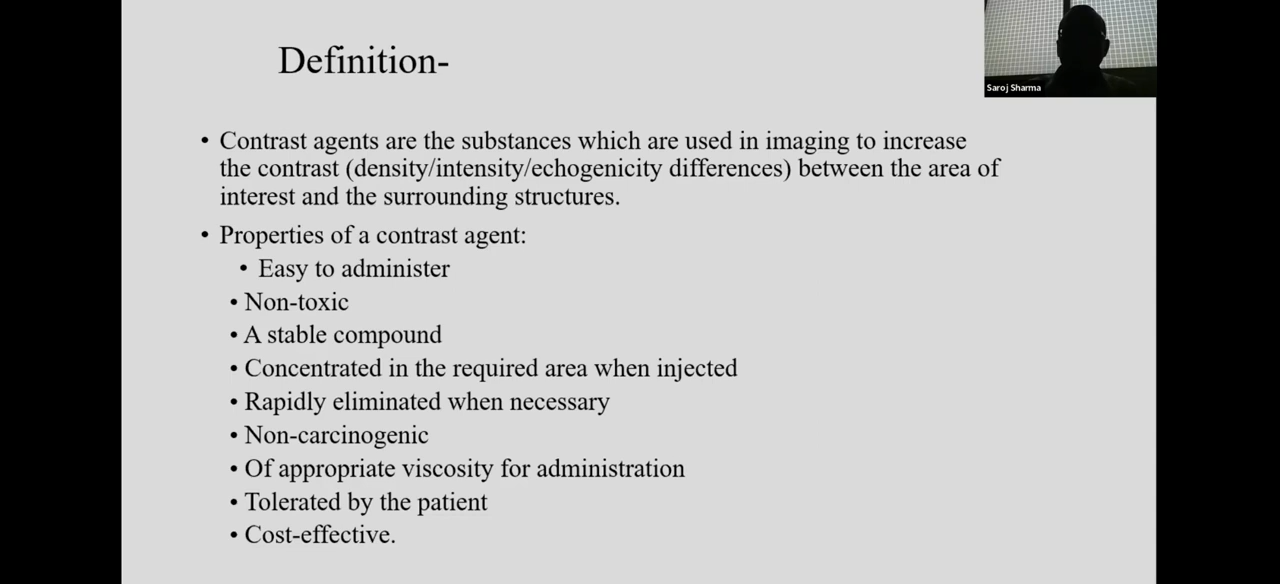 Definition-
Saroj Sharma
• Contrast agents are the substances which are used in imaging to increase
the contrast (density/intensity/echogenicity differences) between the area of
interest and the surrounding structures.
• Properties of a contrast agent:
• Easy to administer
• Non-toxic
• A stable compound
• Concentrated in the required area when injected
• Rapidly eliminated when necessary
• Non-carcinogenic
• Of appropriate viscosity for administration
• Tolerated by the patient
• Cost-effective.